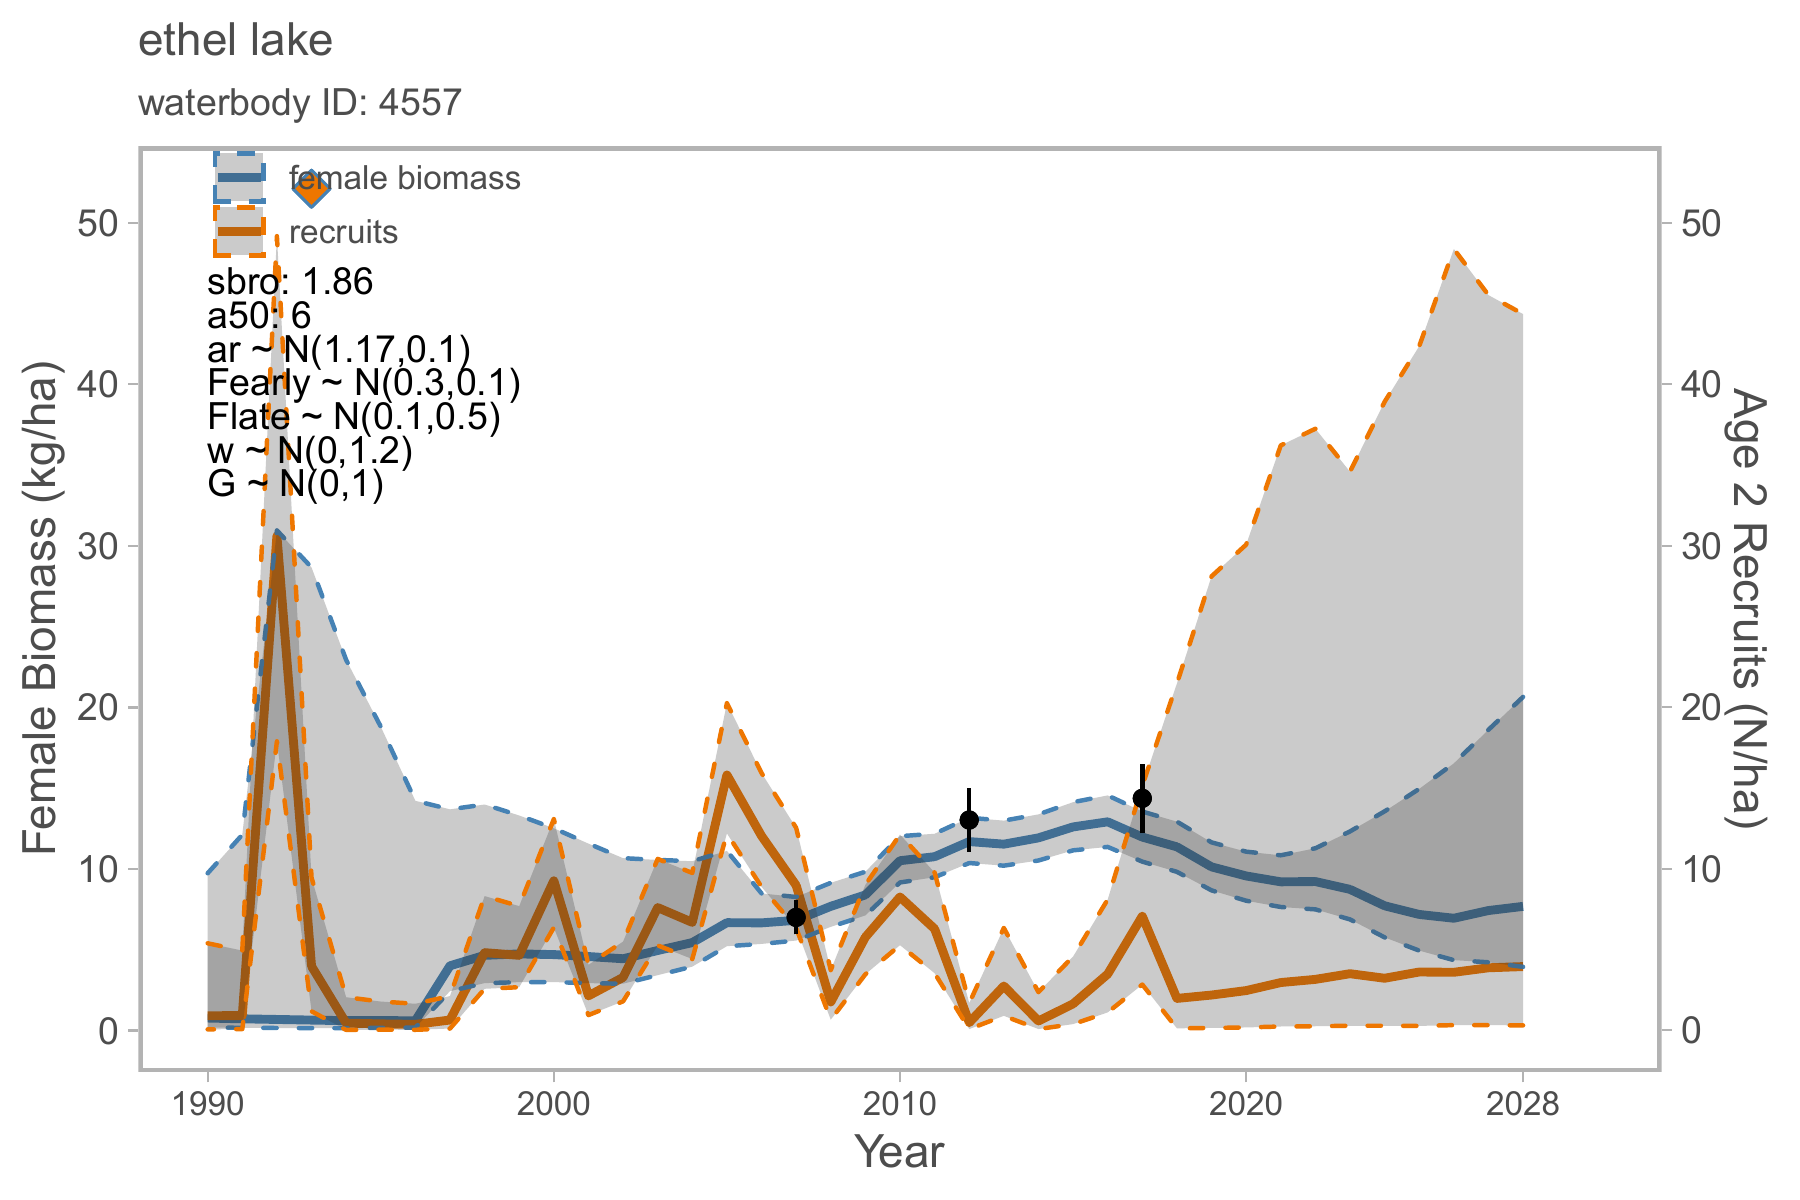 ethel lake
waterbody ID: 4557
female biomass
recruits
sbro: 1.86
a50: 6
ar ~ N(1.17,0.1)
Fearly ~ N(0.3,0.1)
Flate ~ N(0.1,0.5)
w ~ N(0,1.2)
G ~ N(0,1)
Female Biomass (kg/ha)
50
40
30
20
10
0
Age 2 Recruits (N/ha)
50
40
30
20
10
0
1990 2000 2010 2020 2028
Year